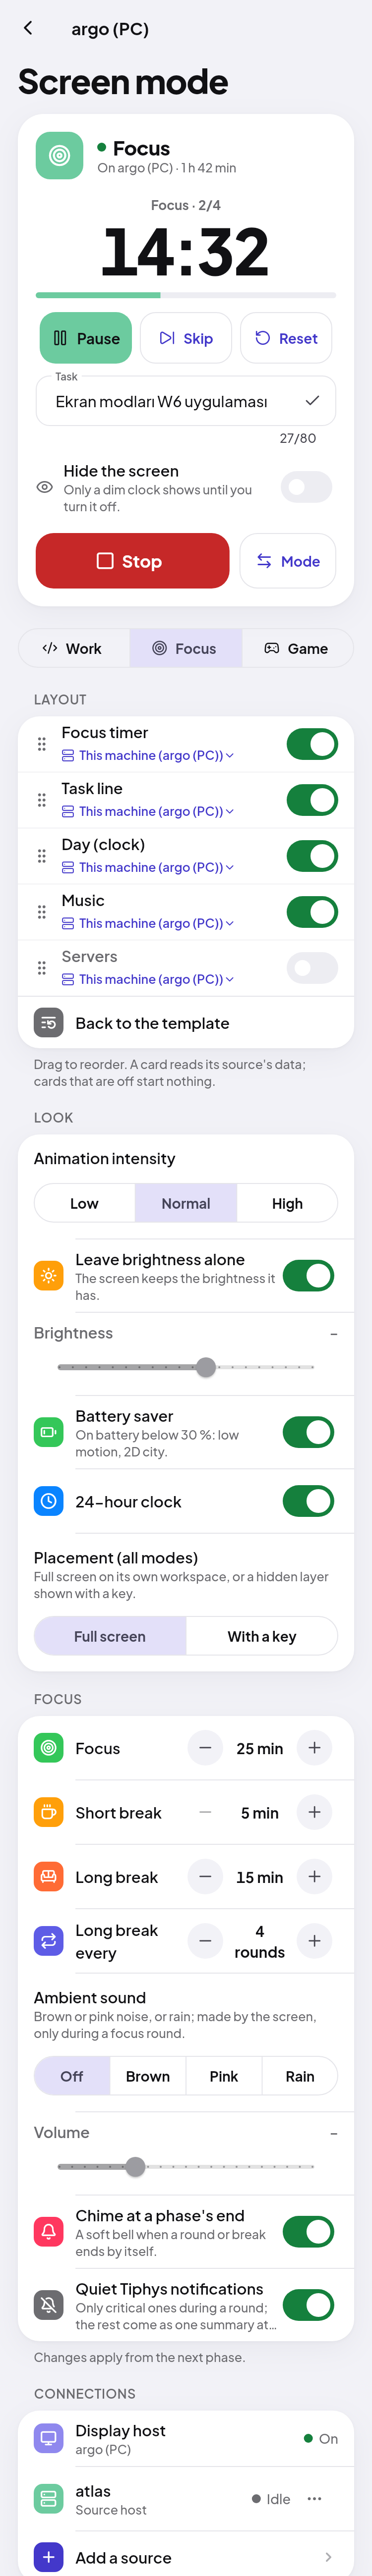 argo (PC)
Screen mode
Focus
On argo (PC) · 1 h 42 min
Focus · 2/4
14:32
Pause
Skip
Reset
Task
Ekran modları W6 uygulaması
27/80
Hide the screen
Only a dim clock shows until you
turn it off.
Stop
Mode
Work
Focus
Game
LAYOUT
Focus timer
This machine (argo (PC))
Task line
This machine (argo (PC))
Day (clock)
This machine (argo (PC))
Music
This machine (argo (PC))
Servers
This machine (argo (PC))
Back to the template
Drag to reorder. A card reads its source's data;
cards that are off start nothing.
LOOK
Animation intensity
Low
Normal
High
Leave brightness alone
The screen keeps the brightness it
has.
Brightness
–
Battery saver
On battery below 30 %: low
motion, 2D city.
24-hour clock
Placement (all modes)
Full screen on its own workspace, or a hidden layer
shown with a key.
Full screen
With a key
FOCUS
Focus
25 min
Short break
5 min
Long break
15 min
Long break
every
4
rounds
Ambient sound
Brown or pink noise, or rain; made by the screen,
only during a focus round.
Off
Brown
Pink
Rain
Volume
–
Chime at a phase's end
A soft bell when a round or break
ends by itself.
Quiet Tiphys notifications
Only critical ones during a round;
the rest come as one summary at…
Changes apply from the next phase.
CONNECTIONS
Display host
argo (PC)
On
atlas
Source host
Idle
Add a source